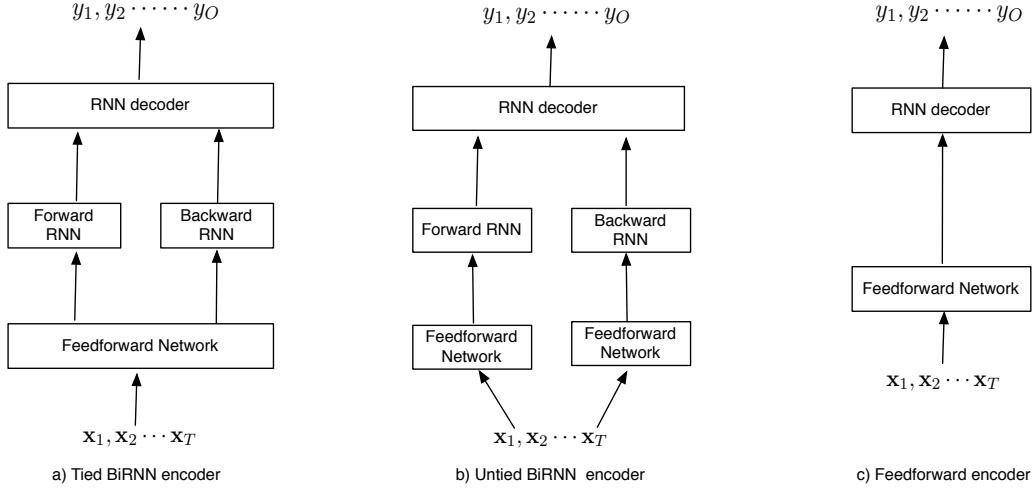 y1, y2 ······ yO
RNN decoder
Forward
RNN
Backward
RNN
Feedforward Network
x1, x2 ··· xT
a) Tied BiRNN encoder
y1, y2 ······ yO
RNN decoder
Forward RNN
Backward
RNN
Feedforward
Network
Feedforward
Network
x1, x2 ··· xT
b) Untied BiRNN encoder
y1, y2 ······ yO
RNN decoder
Feedforward Network
x1, x2 ··· xT
c) Feedforward encoder